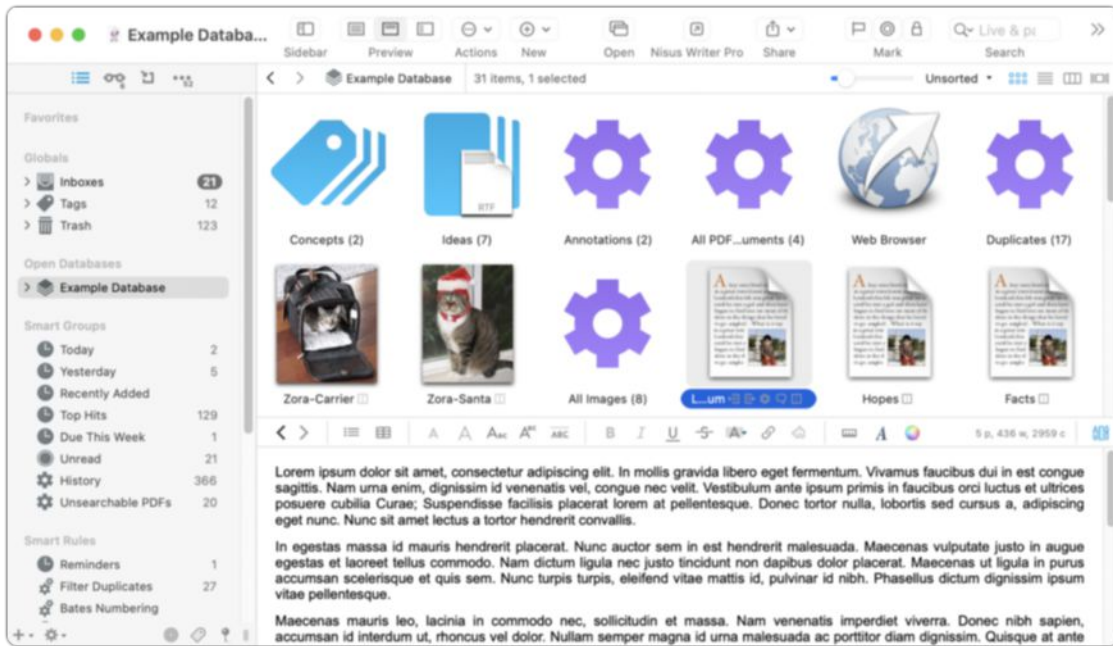 Example Databa...
Sidebar
Preview
Actions
New
Open
Nisus Writer Pro
Share
Mark
Search
Example Database
31 items, 1 selected
Unsorted
Favorites
Globals
Inboxes 21
Tags 12
Trash 123
Open Databases
Example Database
Smart Groups
Today 2
Yesterday 5
Recently Added
Top Hits 129
Due This Week 1
Unread 21
History 366
Unsearchable PDFs 20
Smart Rules
Reminders 1
Filter Duplicates 27
Bates Numbering
RTF
Concepts (2)
Ideas (7)
Annotations (2)
All PDF...uments (4)
Web Browser
Duplicates (17)
Zora-Carrier
Zora-Santa
All Images (8)
L...um
Hopes
Facts
5 p, 436 w, 2959 c
Lorem ipsum dolor sit amet, consectetur adipiscing elit. In mollis gravida libero eget fermentum. Vivamus faucibus dui in est congue
sagittis. Nam urna enim, dignissim id venenatis vel, congue nec velit. Vestibulum ante ipsum primis in faucibus orci luctus et ultrices
posuere cubilia Curae; Suspendisse facilisis placerat lorem at pellentesque. Donec tortor nulla, lobortis sed cursus a, adipiscing
eget nunc. Nunc sit amet lectus a tortor hendrerit convallis.
In egestas massa id mauris hendrerit placerat. Nunc auctor sem in est hendrerit malesuada. Maecenas vulputate justo in augue
egestas et laoreet tellus commodo. Nam dictum ligula nec justo tincidunt non dapibus dolor placerat. Maecenas ut ligula in purus
accumsan scelerisque et quis sem. Nunc turpis turpis, eleifend vitae mattis id, pulvinar id nibh. Phasellus dictum dignissim ipsum
vitae pellentesque.
Maecenas mauris leo, lacinia in commodo nec, sollicitudin et massa. Nam venenatis imperdiet viverra. Donec nibh sapien,
accumsan id interdum ut, rhoncus vel dolor. Nullam semper magna id urna malesuada ac porttitor diam dignissim. Quisque at ante